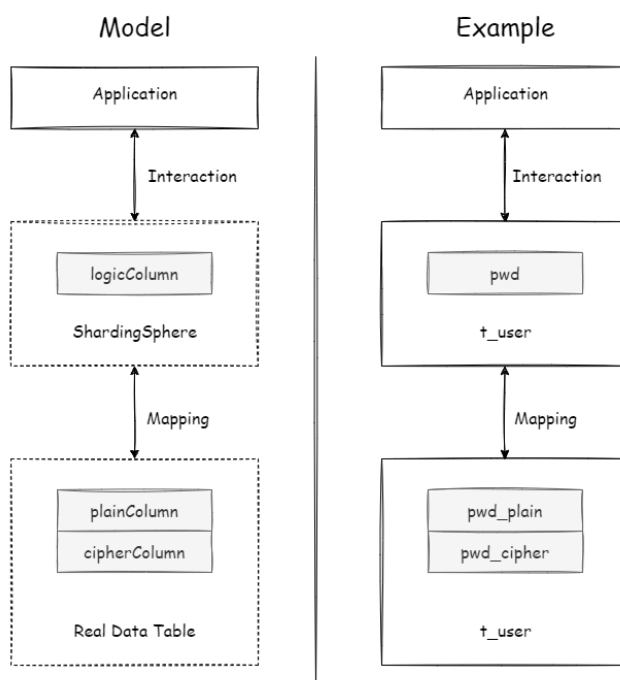 Model
Example
Application
Application
Interaction
Interaction
logicColumn
pwd
ShardingSphere
t_user
Mapping
Mapping
plainColumn
pwd_plain
cipherColumn
pwd_cipher
Real Data Table
t_user